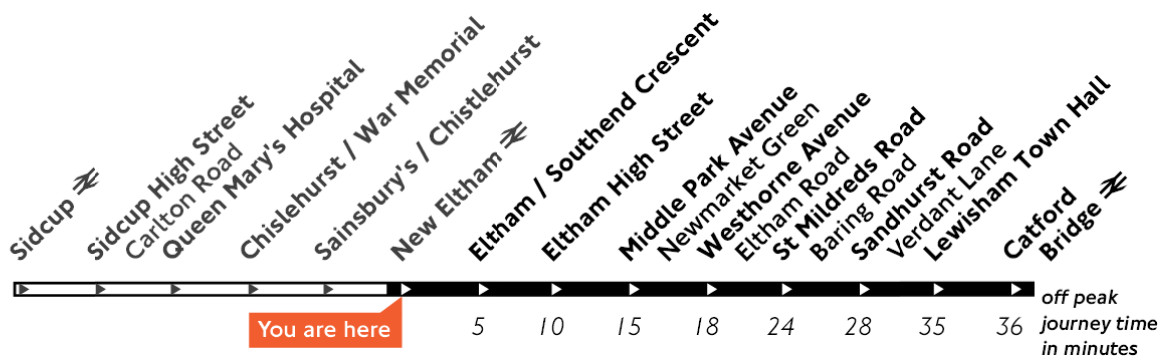 Sidcup
Sidcup High Street
Carlton Road
Queen Mary's Hospital
Chislehurst / War Memorial
Sainsbury's / Chistlehurst
New Eltham
Eltham / Southend Crescent
Eltham High Street
Middle Park Avenue
Newmarket Green
Westhorne Avenue
Eltham Road
St Mildreds Road
Baring Road
Sandhurst Road
Verdant Lane
Lewisham Town Hall
Catford
Bridge
You are here
5 10 15 18 24 28 35 36
off peak
journey time
in minutes